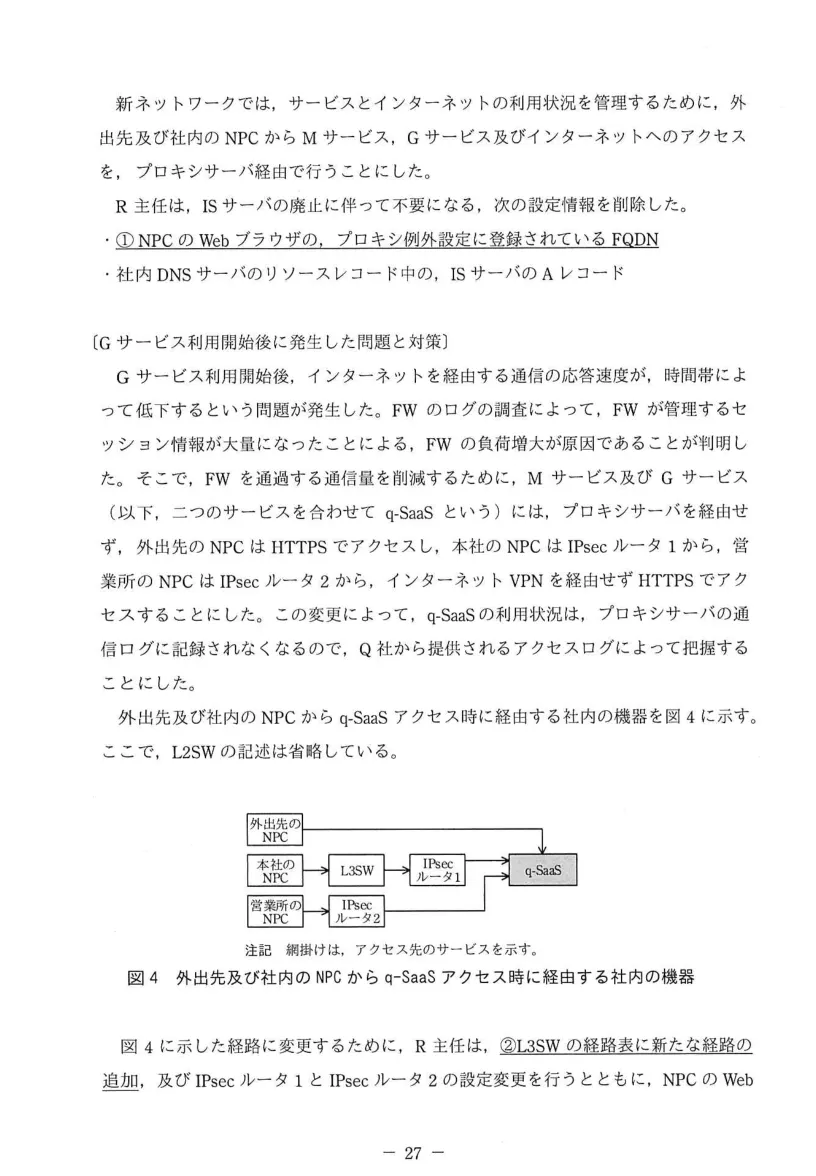 新ネットワークでは，サービスとインターネットの利用状況を管理するために，外
出先及び社内の NPC から M サービス，G サービス及びインターネットへのアクセス
を，プロキシサーバ経由で行うことにした。
R 主任は，IS サーバの廃止に伴って不要になる，次の設定情報を削除した。
・① NPC の Web ブラウザの，プロキシ例外設定に登録されている FQDN
・社内 DNS サーバのリソースレコード中の，IS サーバの A レコード
〔G サービス利用開始後に発生した問題と対策〕
G サービス利用開始後，インターネットを経由する通信の応答速度が，時間帯によ
って低下するという問題が発生した。FW のログの調査によって，FW が管理するセ
ッション情報が大量になったことによる，FW の負荷増大が原因であることが判明し
た。そこで，FW を通過する通信量を削減するために，M サービス及び G サービス
（以下，二つのサービスを合わせて q-SaaS という）には，プロキシサーバを経由せ
ず，外出先の NPC は HTTPS でアクセスし，本社の NPC は IPsec ルータ 1 から，営
業所の NPC は IPsec ルータ 2 から，インターネット VPN を経由せず HTTPS でアク
セスすることにした。この変更によって，q-SaaS の利用状況は，プロキシサーバの通
信ログに記録されなくなるので，Q 社から提供されるアクセスログによって把握する
ことにした。
外出先及び社内の NPC から q-SaaS アクセス時に経由する社内の機器を図 4 に示す。
ここで，L2SW の記述は省略している。
外出先の
NPC
本社の
NPC
L3SW
IPsec
ルータ1
q-SaaS
営業所の
NPC
IPsec
ルータ2
注記 網掛けは，アクセス先のサービスを示す。
図 4 外出先及び社内の NPC から q-SaaS アクセス時に経由する社内の機器
図 4 に示した経路に変更するために，R 主任は，②L3SW の経路表に新たな経路の
追加，及び IPsec ルータ 1 と IPsec ルータ 2 の設定変更を行うとともに，NPC の Web
－ 27 －